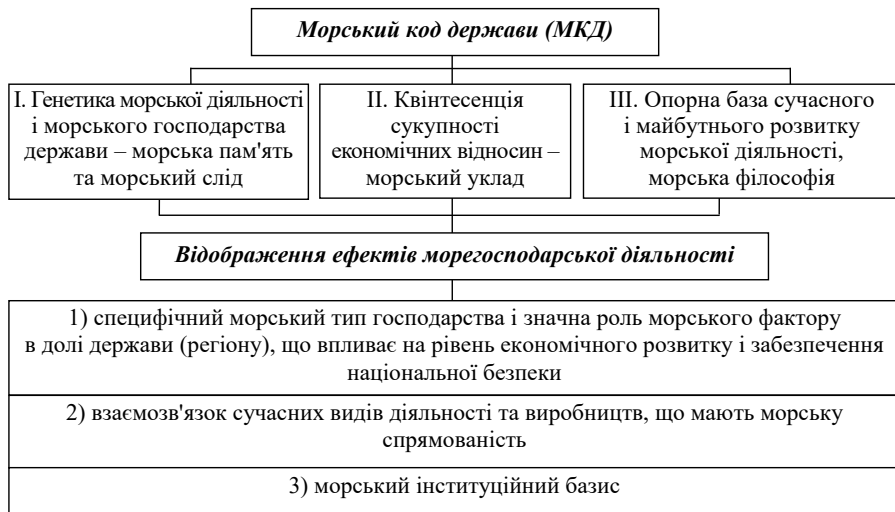 Морський код держави (МКД)
І. Генетика морської діяльності
і морського господарства
держави – морська пам'ять
та морський слід
ІІ. Квінтесенція
сукупності
економічних відносин –
морський уклад
ІІІ. Опорна база сучасного
і майбутнього розвитку
морської діяльності,
морська філософія
Відображення ефектів морегосподарської діяльності
1) специфічний морський тип господарства і значна роль морського фактору
в долі держави (регіону), що впливає на рівень економічного розвитку і забезпечення
національної безпеки
2) взаємозв'язок сучасних видів діяльності та виробництв, що мають морську
спрямованість
3) морський інституційний базис